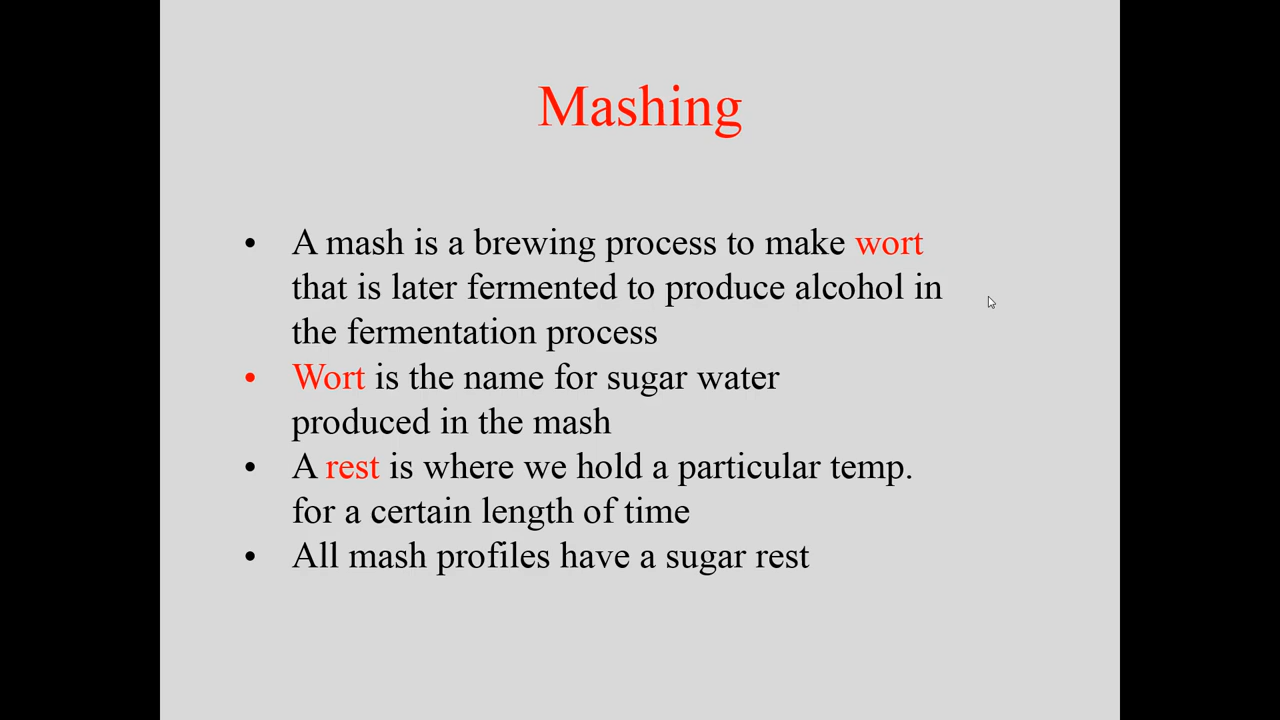 Mashing
• A mash is a brewing process to make wort
that is later fermented to produce alcohol in
the fermentation process
• Wort is the name for sugar water
produced in the mash
• A rest is where we hold a particular temp.
for a certain length of time
• All mash profiles have a sugar rest